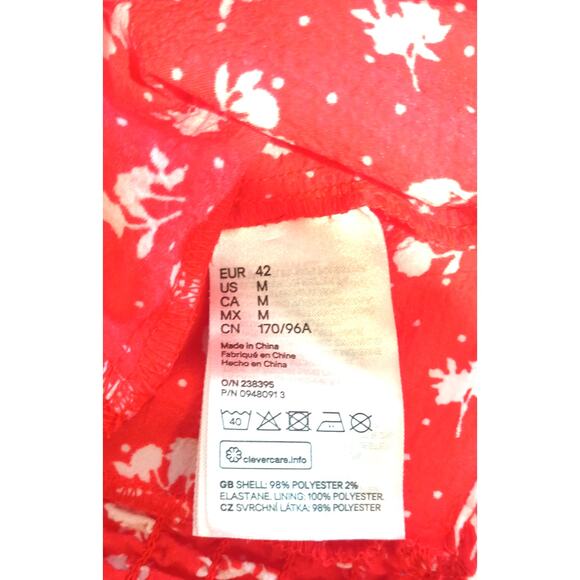 EUR 42
US M
CA M
MX M
CN 170/96A
Made in China
Fabriqué en Chine
Hecho en China
O/N 238395
P/N 0948091 3
40
clevercare.info
GB SHELL: 98% POLYESTER 2%
ELASTANE. LINING: 100% POLYESTER.
CZ SVRCHNÍ LÁTKA: 98% POLYESTER